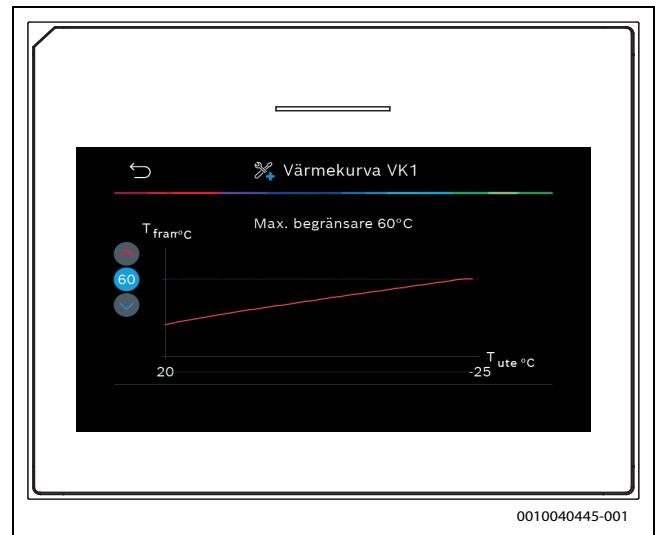 Värmekurva VK1
Max. begränsare 60°C
T fram°C
60
T ute °C
20
-25
0010040445-001